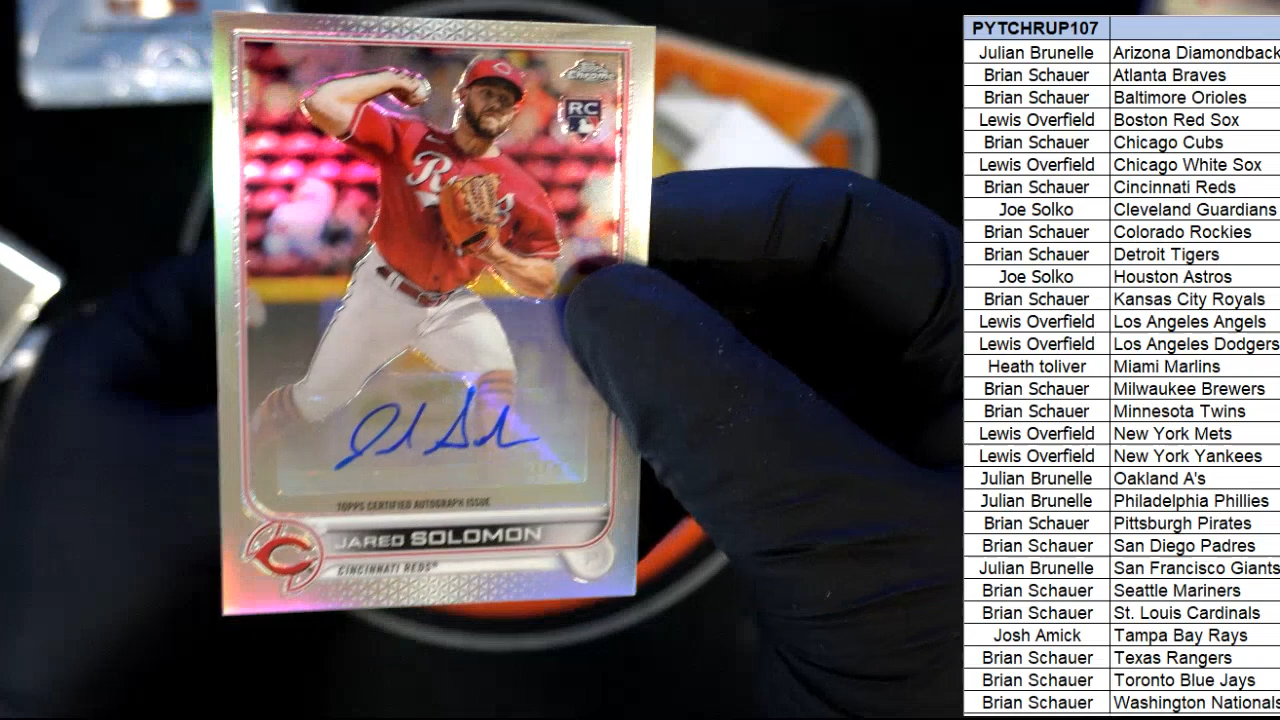 Topps
Chrome
RC
Reds
TOPPS CERTIFIED AUTOGRAPH ISSUE
JARED SOLOMON
CINCINNATI REDS®
PYTCHRUP107
Julian Brunelle Arizona Diamondback
Brian Schauer Atlanta Braves
Brian Schauer Baltimore Orioles
Lewis Overfield Boston Red Sox
Brian Schauer Chicago Cubs
Lewis Overfield Chicago White Sox
Brian Schauer Cincinnati Reds
Joe Solko Cleveland Guardians
Brian Schauer Colorado Rockies
Brian Schauer Detroit Tigers
Joe Solko Houston Astros
Brian Schauer Kansas City Royals
Lewis Overfield Los Angeles Angels
Lewis Overfield Los Angeles Dodgers
Heath toliver Miami Marlins
Brian Schauer Milwaukee Brewers
Brian Schauer Minnesota Twins
Lewis Overfield New York Mets
Lewis Overfield New York Yankees
Julian Brunelle Oakland A's
Julian Brunelle Philadelphia Phillies
Brian Schauer Pittsburgh Pirates
Brian Schauer San Diego Padres
Julian Brunelle San Francisco Giants
Brian Schauer Seattle Mariners
Brian Schauer St. Louis Cardinals
Josh Amick Tampa Bay Rays
Brian Schauer Texas Rangers
Brian Schauer Toronto Blue Jays
Brian Schauer Washington Nationals